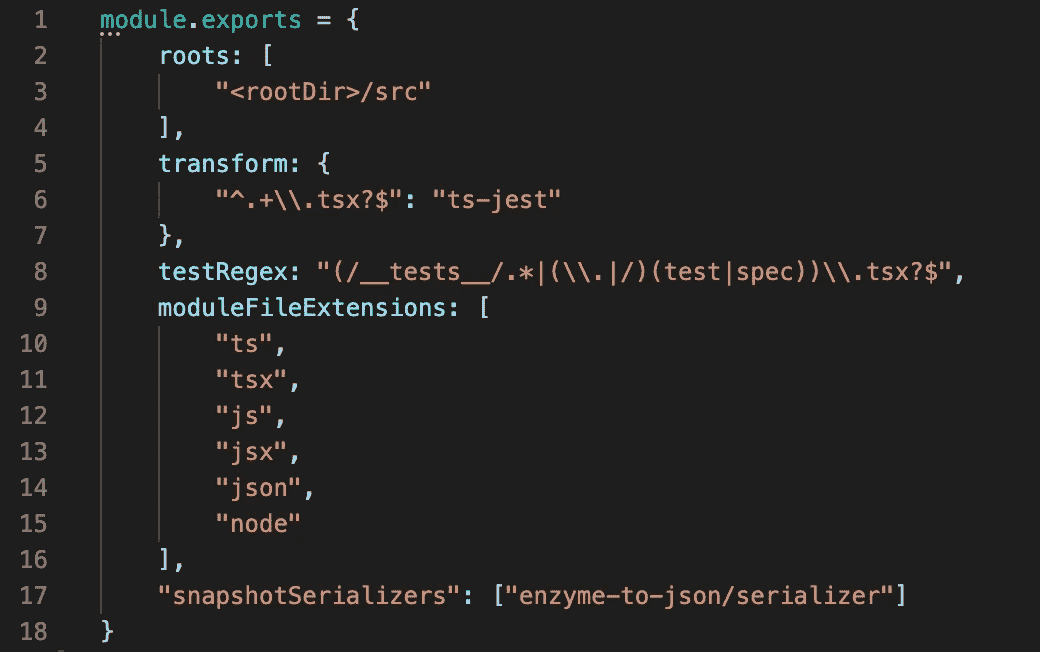 1 module.exports = {
2 roots: [
3 "<rootDir>/src"
4 ],
5 transform: {
6 "^.+\\.tsx?$": "ts-jest"
7 },
8 testRegex: "(/__tests__/.*|(\\.|/)(test|spec))\\.tsx?$",
9 moduleFileExtensions: [
10 "ts",
11 "tsx",
12 "js",
13 "jsx",
14 "json",
15 "node"
16 ],
17 "snapshotSerializers": ["enzyme-to-json/serializer"]
18 }